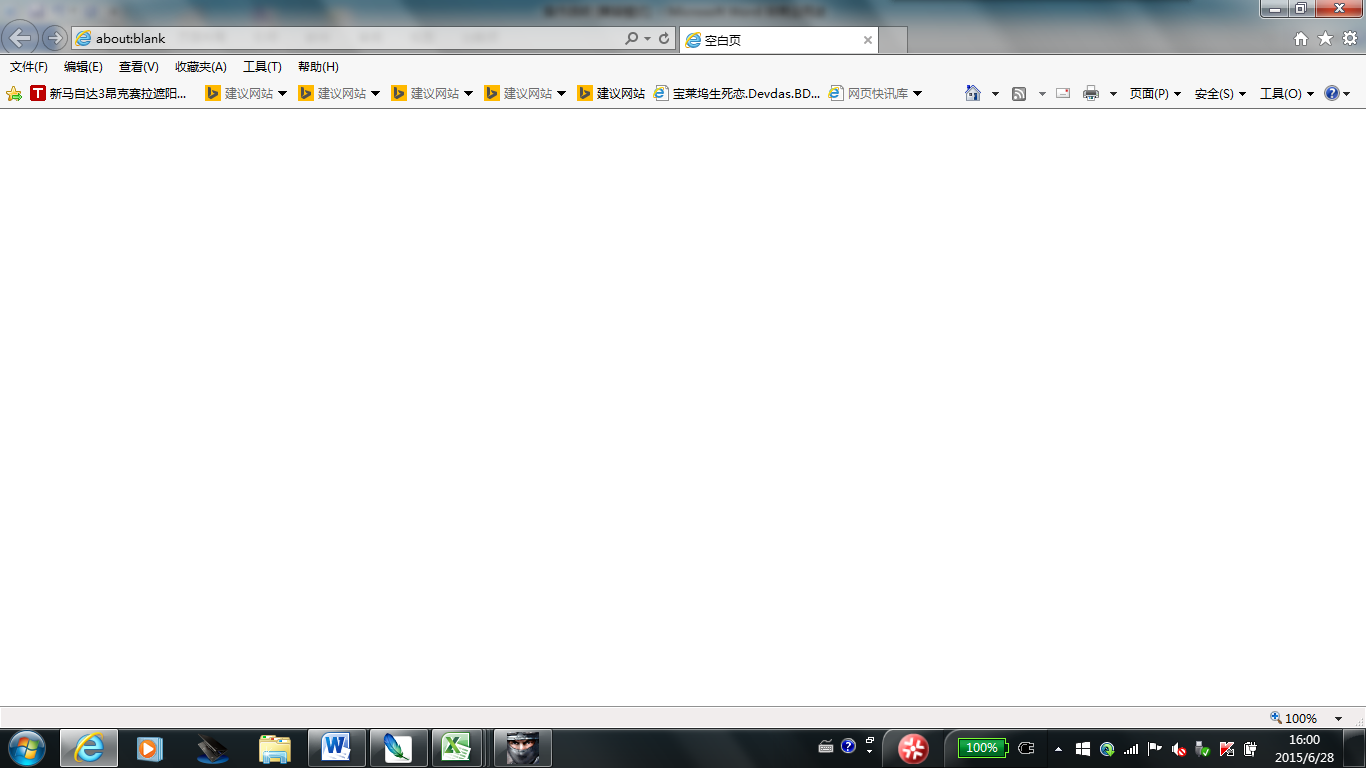 about:blank
空白页
文件(F) 编辑(E) 查看(V) 收藏夹(A) 工具(T) 帮助(H)
新马自达3昂克赛拉遮阳... 建议网站 建议网站 建议网站 建议网站 建议网站 宝莱坞生死恋.Devdas.BD... 网页快讯库 页面(P) 安全(S) 工具(O)
100%
100%
16:00
2015/6/28